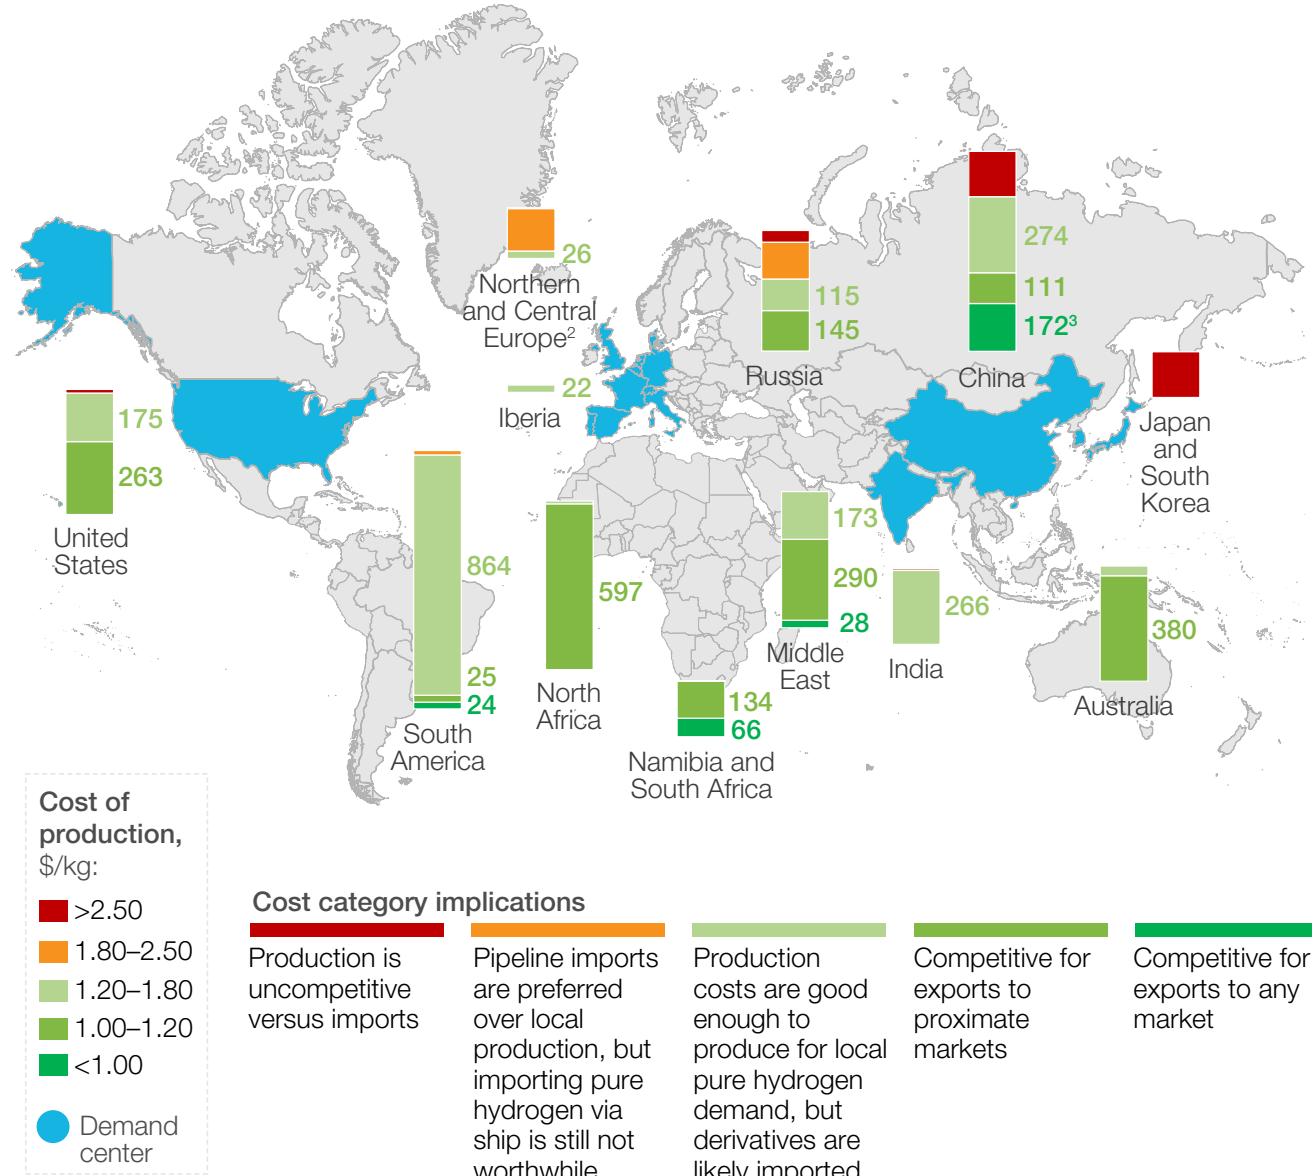 26
Northern
and Central
Europe²
22
Iberia
115
145
Russia
274
111
172³
China
Japan
and
South
Korea
175
263
United
States
864
25
24
South
America
597
North
Africa
134
66
Namibia and
South Africa
173
290
28
Middle
East
266
India
380
Australia
Cost of
production,
$/kg:
>2.50
1.80–2.50
1.20–1.80
1.00–1.20
<1.00
Demand
center
Cost category implications
Production is
uncompetitive
versus imports
Pipeline imports
are preferred
over local
production, but
importing pure
hydrogen via
ship is still not
worthwhile
Production
costs are good
enough to
produce for local
pure hydrogen
demand, but
derivatives are
likely imported
Competitive for
exports to
proximate
markets
Competitive for
exports to any
market